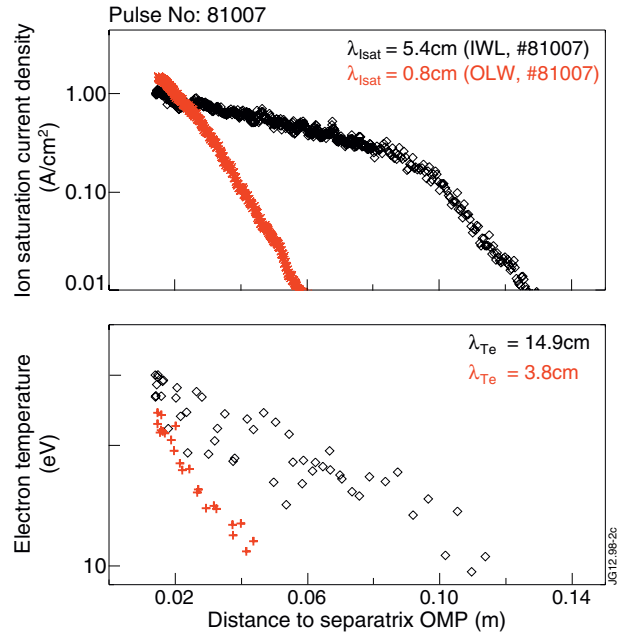 Pulse No: 81007
λIsat = 5.4cm (IWL, #81007)
λIsat = 0.8cm (OLW, #81007)
Ion saturation current density
(A/cm²)
1.00
0.10
0.01
λTe = 14.9cm
λTe = 3.8cm
Electron temperature
(eV)
10
0.02
0.06
0.10
0.14
Distance to separatrix OMP (m)
JG12.98-2c